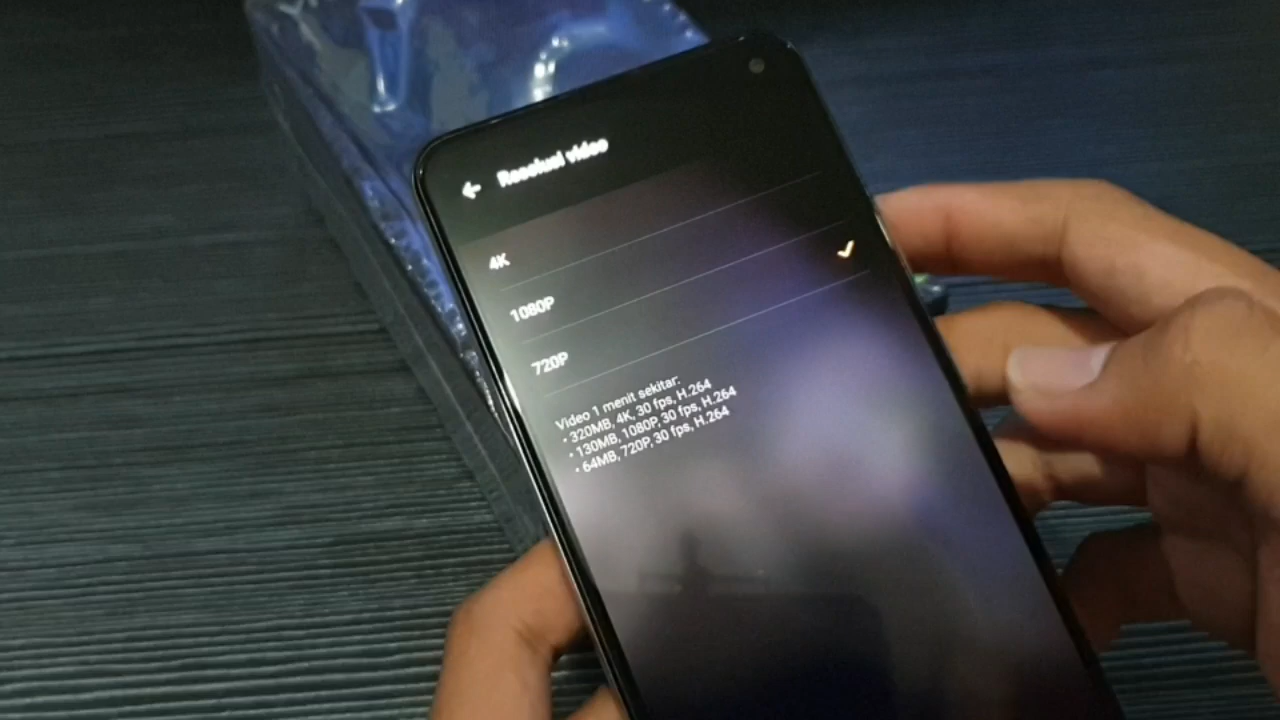 Resolusi video
4K
1080P
720P
Video 1 menit sekitar:
• 320MB, 4K, 30 fps, H.264
• 130MB, 1080P, 30 fps, H.264
• 64MB, 720P, 30 fps, H.264